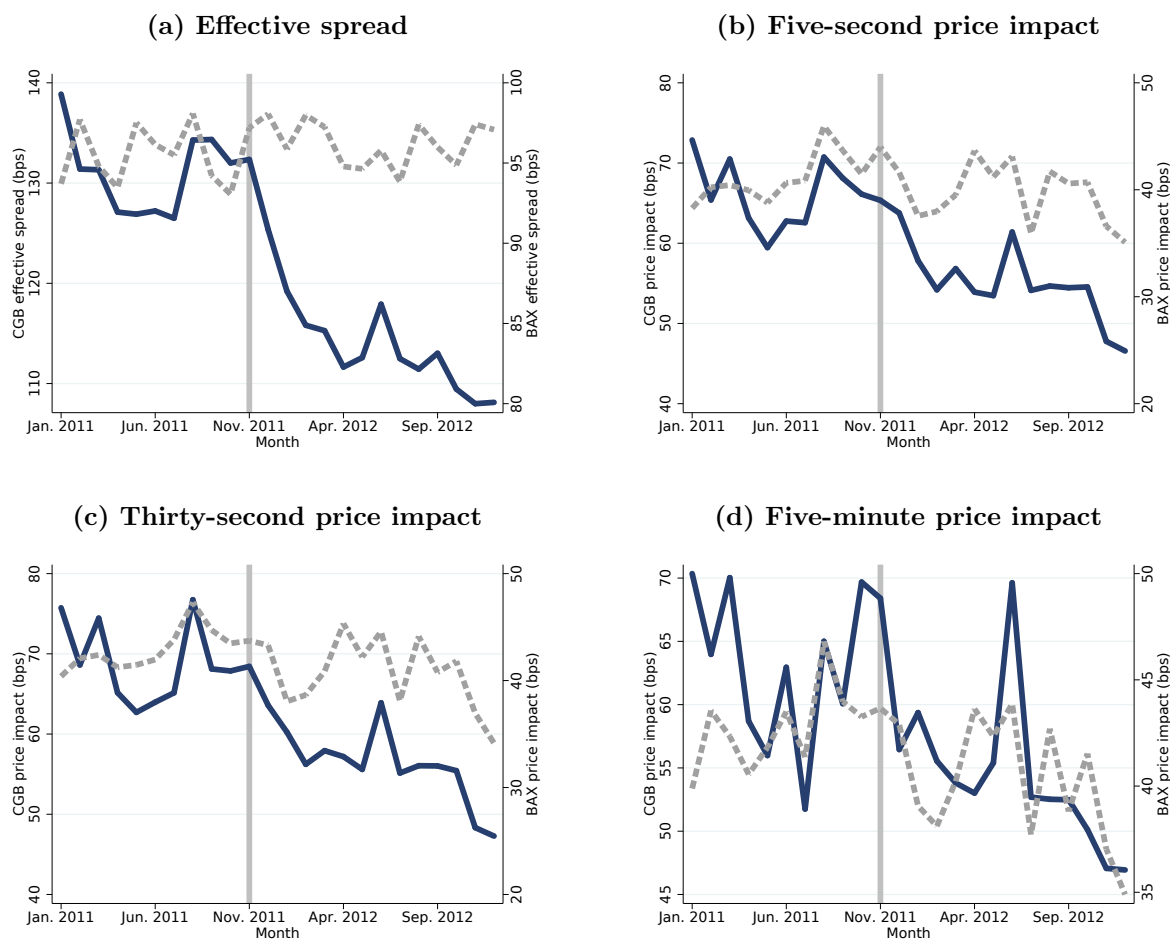 (a) Effective spread
CGB effective spread (bps)
110 120 130 140
BAX effective spread (bps)
80 85 90 95 100
Jan. 2011 Jun. 2011 Nov. 2011 Apr. 2012 Sep. 2012
Month
(b) Five-second price impact
CGB price impact (bps)
40 50 60 70 80
BAX price impact (bps)
20 30 40 50
Jan. 2011 Jun. 2011 Nov. 2011 Apr. 2012 Sep. 2012
Month
(c) Thirty-second price impact
CGB price impact (bps)
40 50 60 70 80
BAX price impact (bps)
20 30 40 50
Jan. 2011 Jun. 2011 Nov. 2011 Apr. 2012 Sep. 2012
Month
(d) Five-minute price impact
CGB price impact (bps)
45 50 55 60 65 70
BAX price impact (bps)
35 40 45 50
Jan. 2011 Jun. 2011 Nov. 2011 Apr. 2012 Sep. 2012
Month